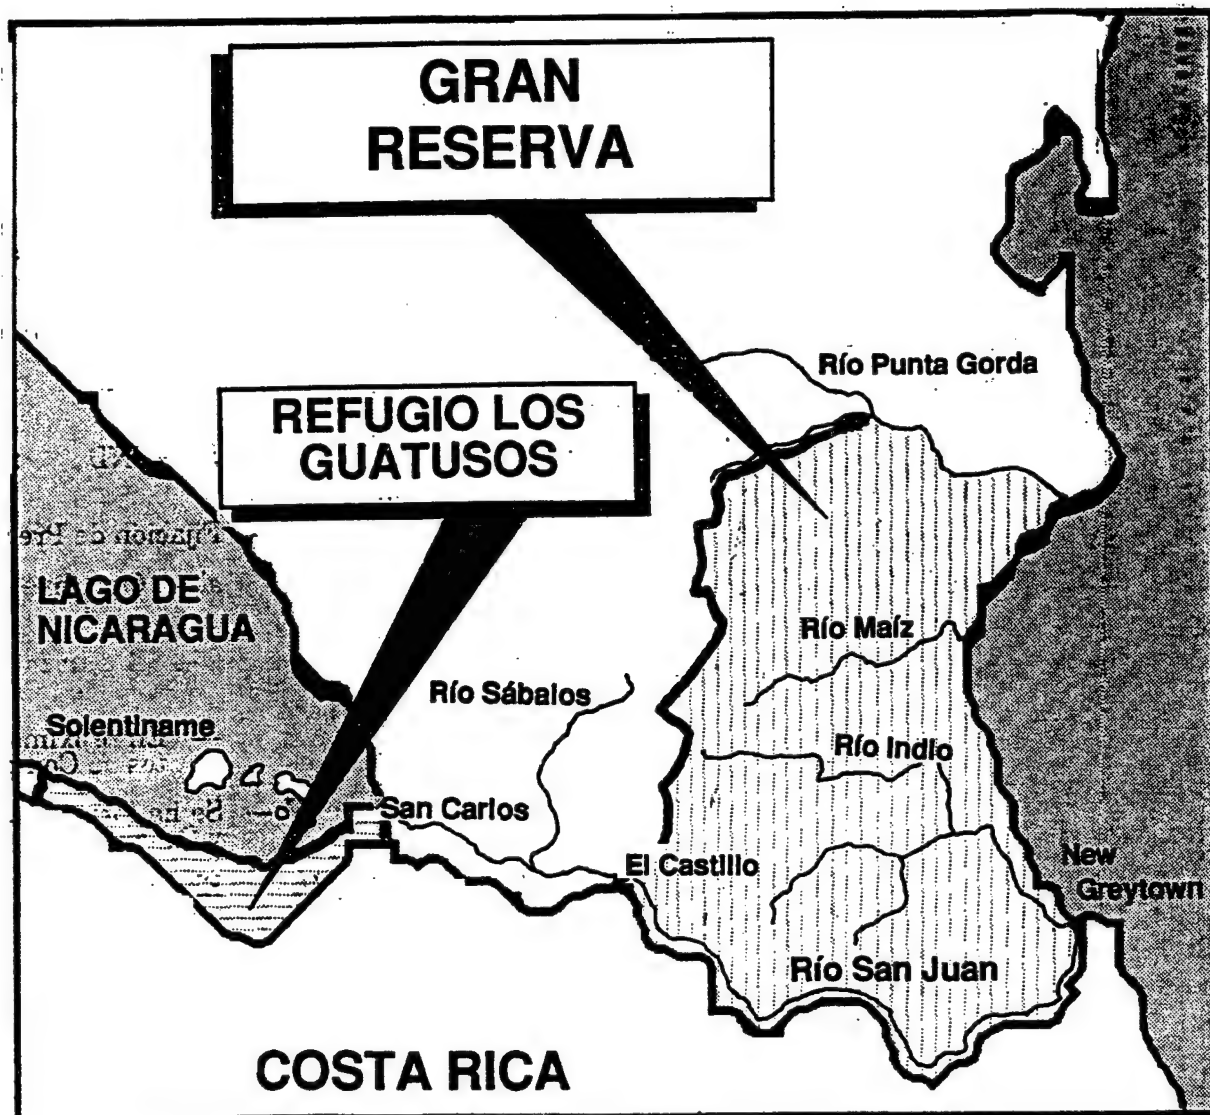 GRAN
RESERVA
Río Punta Gorda
REFUGIO LOS
GUATUSOS
LAGO DE
NICARAGUA
Río Maíz
Río Sábalos
Solentiname
Río Indio
San Carlos
El Castillo
New
Greytown
Río San Juan
COSTA RICA